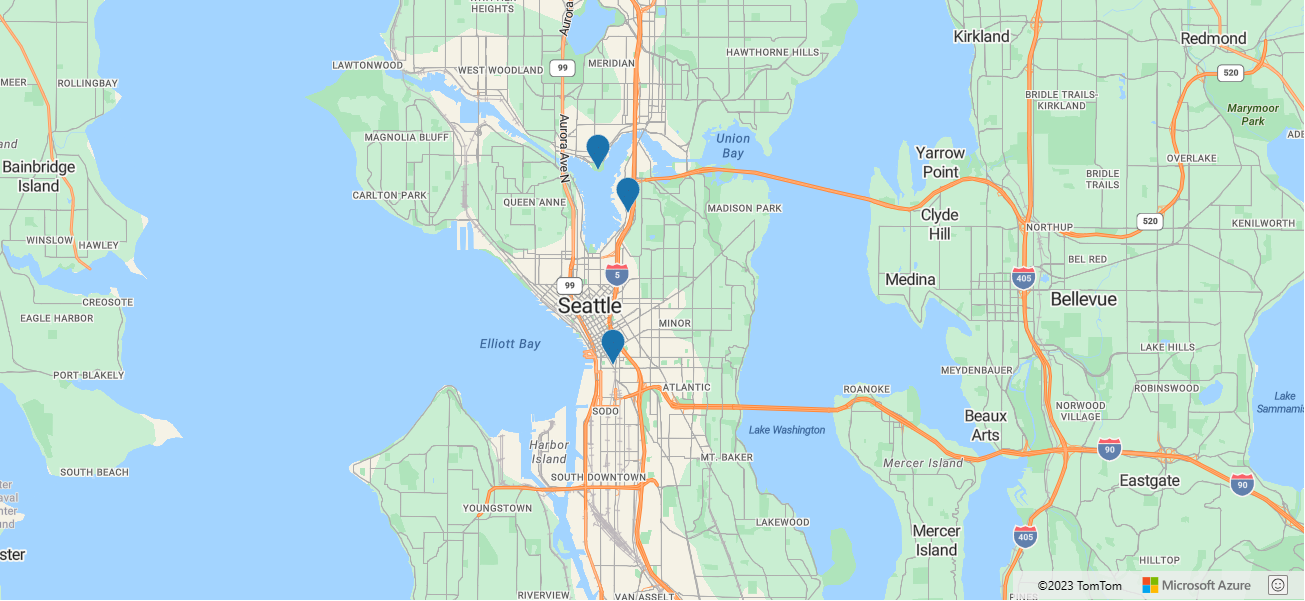 WHITTIER
HEIGHTS
Aurora
Kirkland
Redmond
HAWTHORNE HILLS
LAWTONWOOD
WEST WOODLAND
99
MERIDIAN
520
MEER
ROLLINGBAY
BRIDLE TRAILS-
KIRKLAND
Marymoor
Park
MAGNOLIA BLUFF
Aurora Ave N
Union
Bay
and
Yarrow
Point
OVERLAKE
Bainbridge
Island
BRIDLE
TRAILS
CARLTON PARK
QUEEN ANNE
MADISON PARK
Clyde
Hill
520
KENILWORTH
NORTHUP
WINSLOW
HAWLEY
BEL RED
5
Medina
405
99
CREOSOTE
Seattle
Bellevue
EAGLE HARBOR
MINOR
Elliott Bay
LAKE HILLS
PORT BLAKELY
MEYDENBAUER
ATLANTIC
ROANOKE
ROBINSWOOD
Lake
Sammamis
SODO
NORWOOD
VILLAGE
Beaux
Arts
Lake Washington
Harbor
Island
90
MT. BAKER
Mercer Island
SOUTH BEACH
SOUTH DOWNTOWN
Eastgate
90
YOUNGSTOWN
LAKEWOOD
Mercer
Island
405
ster
HILLTOP
©2023 TomTom
Microsoft Azure
RIVERVIEW
VAN ASSELT